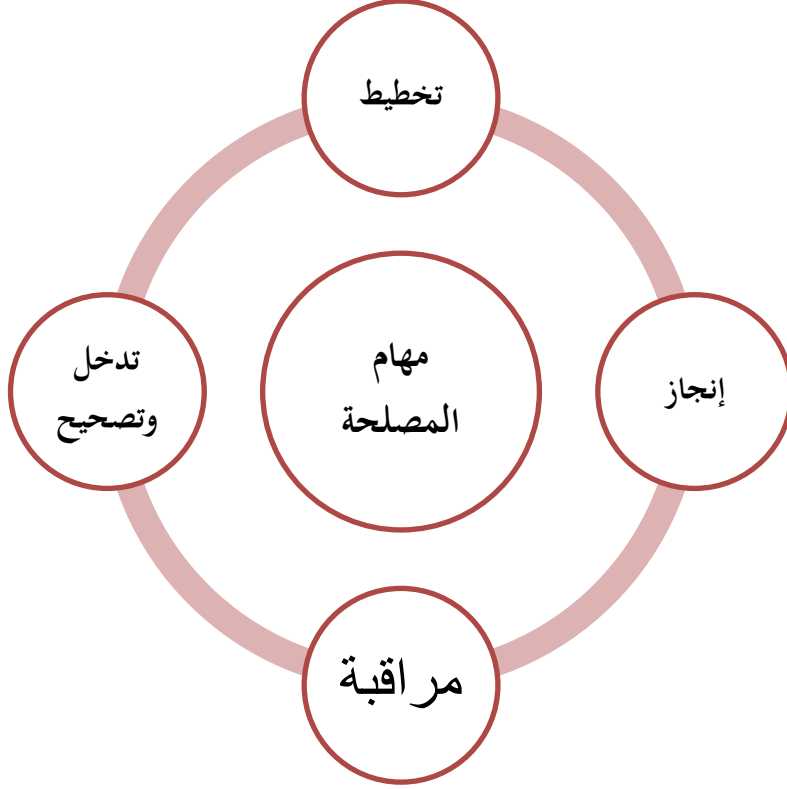 تخطيط
مهام
المصلحة
إنجاز
تدخل
وتصحيح
مراقبة